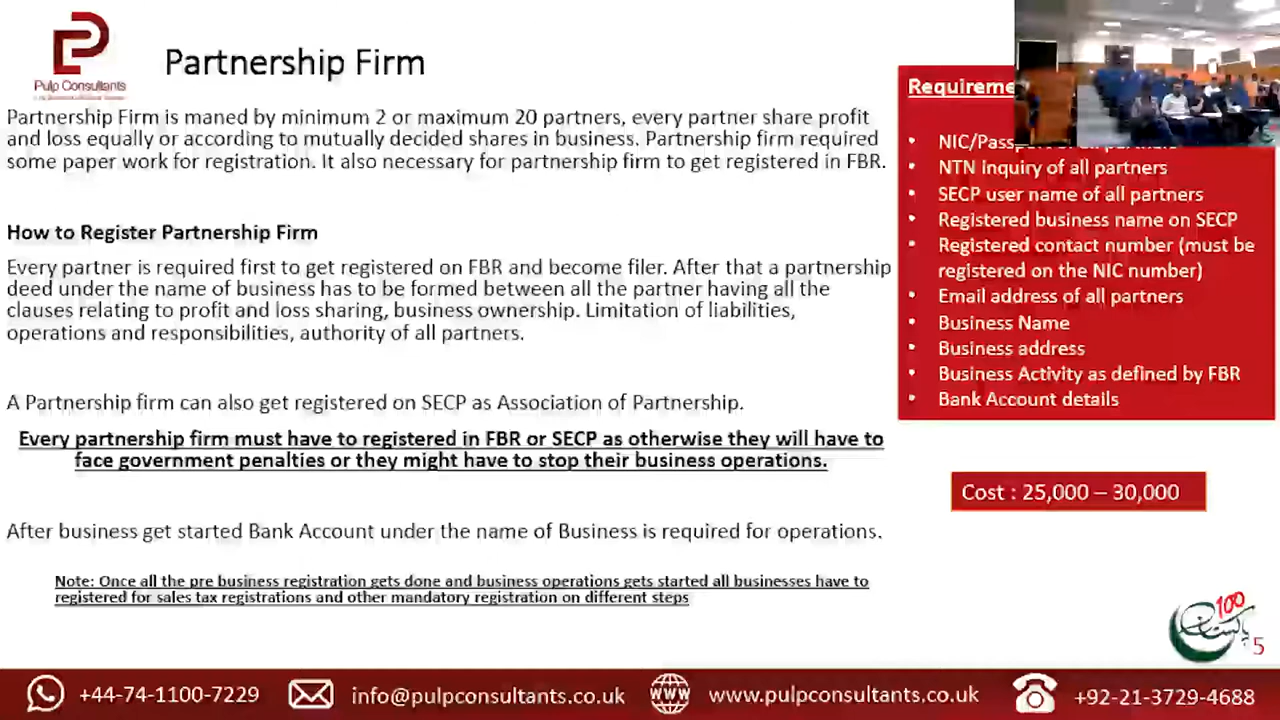 Pulp Consultants
Partnership Firm
Partnership Firm is maned by minimum 2 or maximum 20 partners, every partner share profit
and loss equally or according to mutually decided shares in business. Partnership firm required
some paper work for registration. It also necessary for partnership firm to get registered in FBR.
How to Register Partnership Firm
Every partner is required first to get registered on FBR and become filer. After that a partnership
deed under the name of business has to be formed between all the partner having all the
clauses relating to profit and loss sharing, business ownership. Limitation of liabilities,
operations and responsibilities, authority of all partners.
A Partnership firm can also get registered on SECP as Association of Partnership.
Every partnership firm must have to registered in FBR or SECP as otherwise they will have to
face government penalties or they might have to stop their business operations.
After business get started Bank Account under the name of Business is required for operations.
Note: Once all the pre business registration gets done and business operations gets started all businesses have to
registered for sales tax registrations and other mandatory registration on different steps
Requireme
• NIC/Passp
• NTN Inquiry of all partners
• SECP user name of all partners
• Registered business name on SECP
• Registered contact number (must be
registered on the NIC number)
• Email address of all partners
• Business Name
• Business address
• Business Activity as defined by FBR
• Bank Account details
Cost : 25,000 – 30,000
100
پاکستان
5
+44-74-1100-7229
info@pulpconsultants.co.uk
www.pulpconsultants.co.uk
+92-21-3729-4688